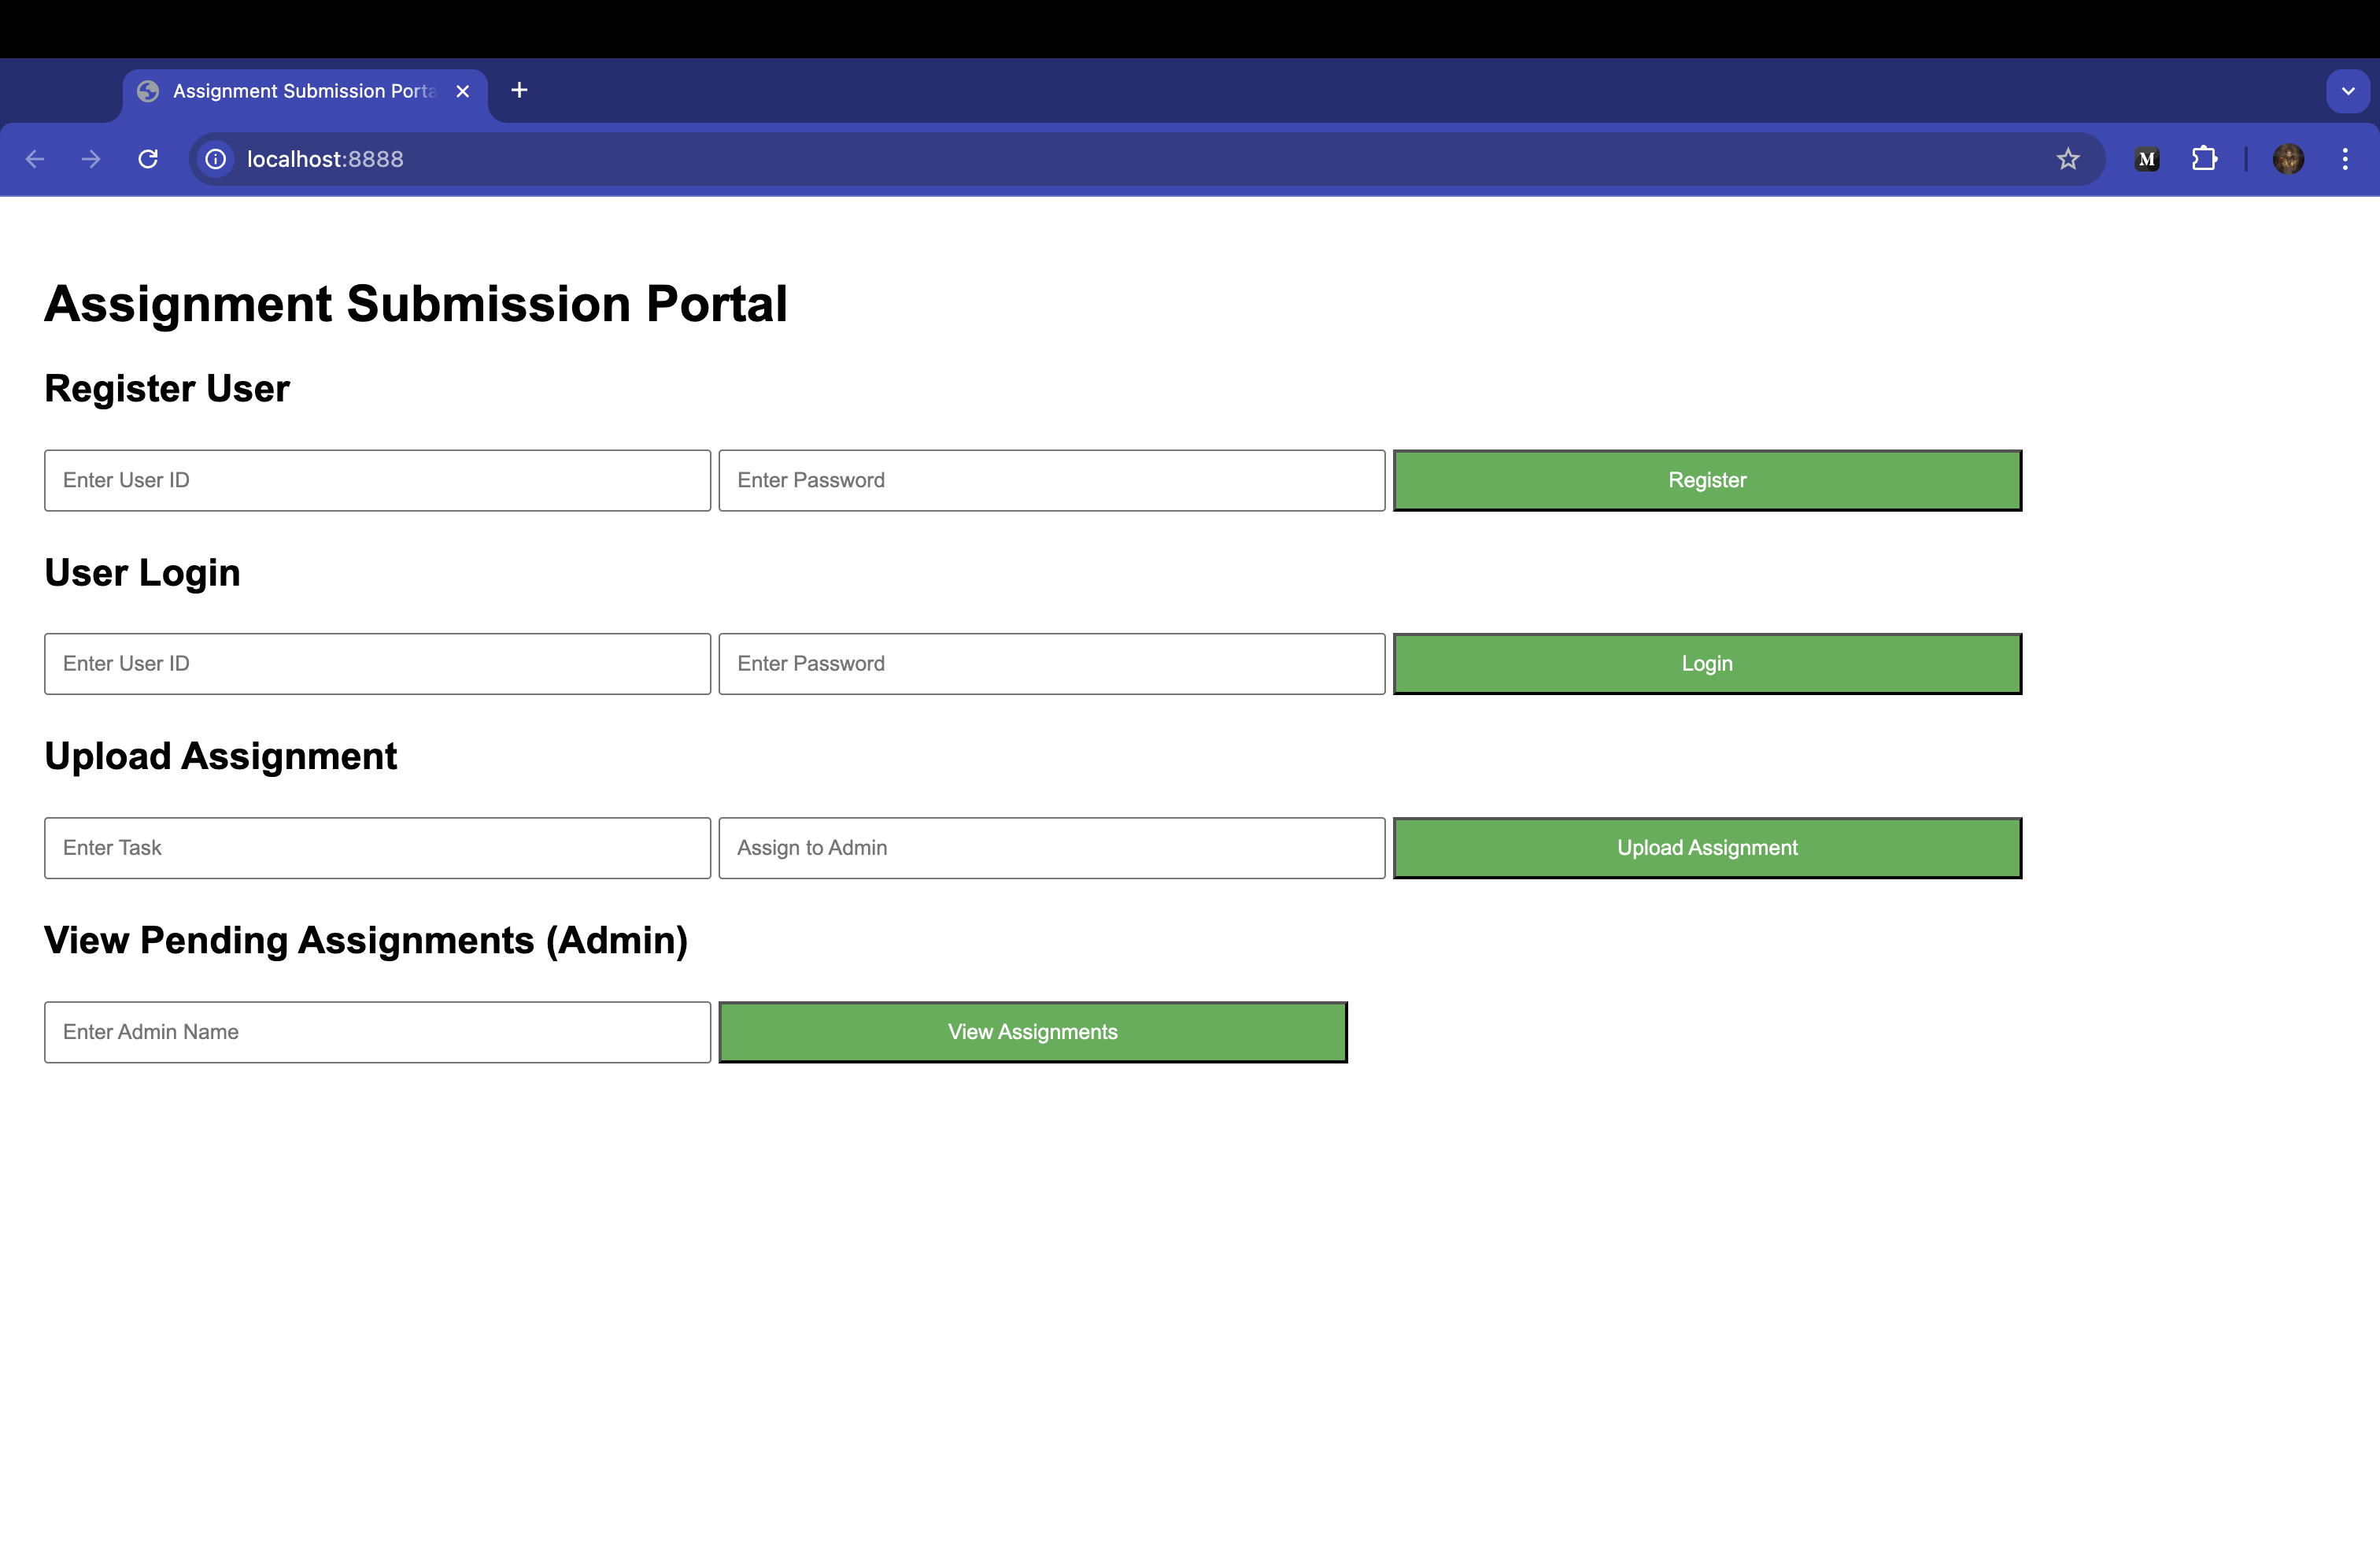 Assignment Submission Porta
localhost:8888
M
Assignment Submission Portal
Register User
Enter User ID Enter Password Register
User Login
Enter User ID Enter Password Login
Upload Assignment
Enter Task Assign to Admin Upload Assignment
View Pending Assignments (Admin)
Enter Admin Name View Assignments